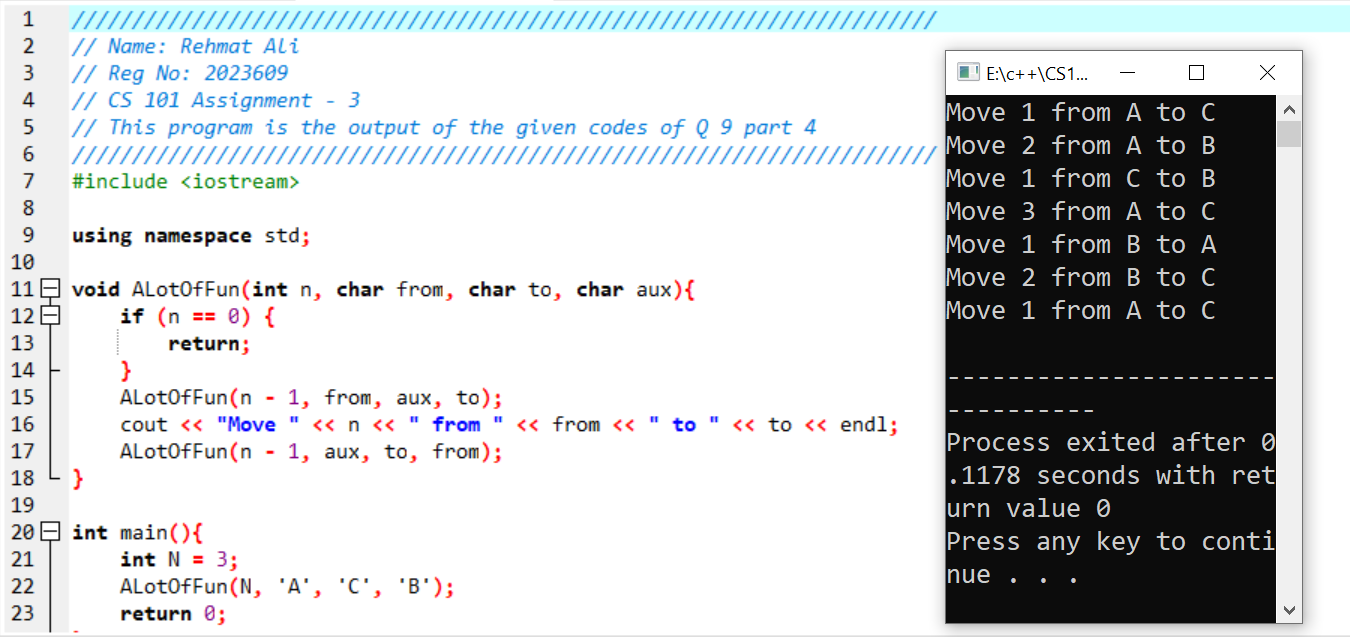 1 ////////////////////////////////////////////////////////////////////////
2 // Name: Rehmat Ali
3 // Reg No: 2023609
4 // CS 101 Assignment - 3
5 // This program is the output of the given codes of Q 9 part 4
6 ////////////////////////////////////////////////////////////////////////
7 #include <iostream>
8
9 using namespace std;
10
11 void ALotOfFun(int n, char from, char to, char aux){
12 if (n == 0) {
13 return;
14 }
15 ALotOfFun(n - 1, from, aux, to);
16 cout << "Move " << n << " from " << from << " to " << to << endl;
17 ALotOfFun(n - 1, aux, to, from);
18 }
19
20 int main(){
21 int N = 3;
22 ALotOfFun(N, 'A', 'C', 'B');
23 return 0;
E:\c++\CS1...
Move 1 from A to C
Move 2 from A to B
Move 1 from C to B
Move 3 from A to C
Move 1 from B to A
Move 2 from B to C
Move 1 from A to C
----------------------
----------
Process exited after 0
.1178 seconds with ret
urn value 0
Press any key to conti
nue . . .